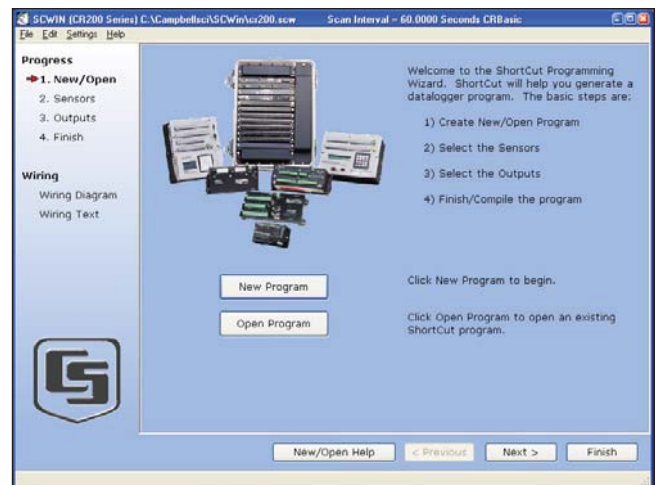 SCWIN (CR200 Series) C:\Campbellsci\SCWin\cr200.scw Scan Interval = 60.0000 Seconds CRBasic
File Edit Settings Help
Progress
1. New/Open
2. Sensors
3. Outputs
4. Finish
Wiring
Wiring Diagram
Wiring Text
Welcome to the ShortCut Programming
Wizard. ShortCut will help you generate a
datalogger program. The basic steps are:
1) Create New/Open Program
2) Select the Sensors
3) Select the Outputs
4) Finish/Compile the program
New Program
Click New Program to begin.
Open Program
Click Open Program to open an existing
ShortCut program.
CS
New/Open Help
< Previous
Next >
Finish